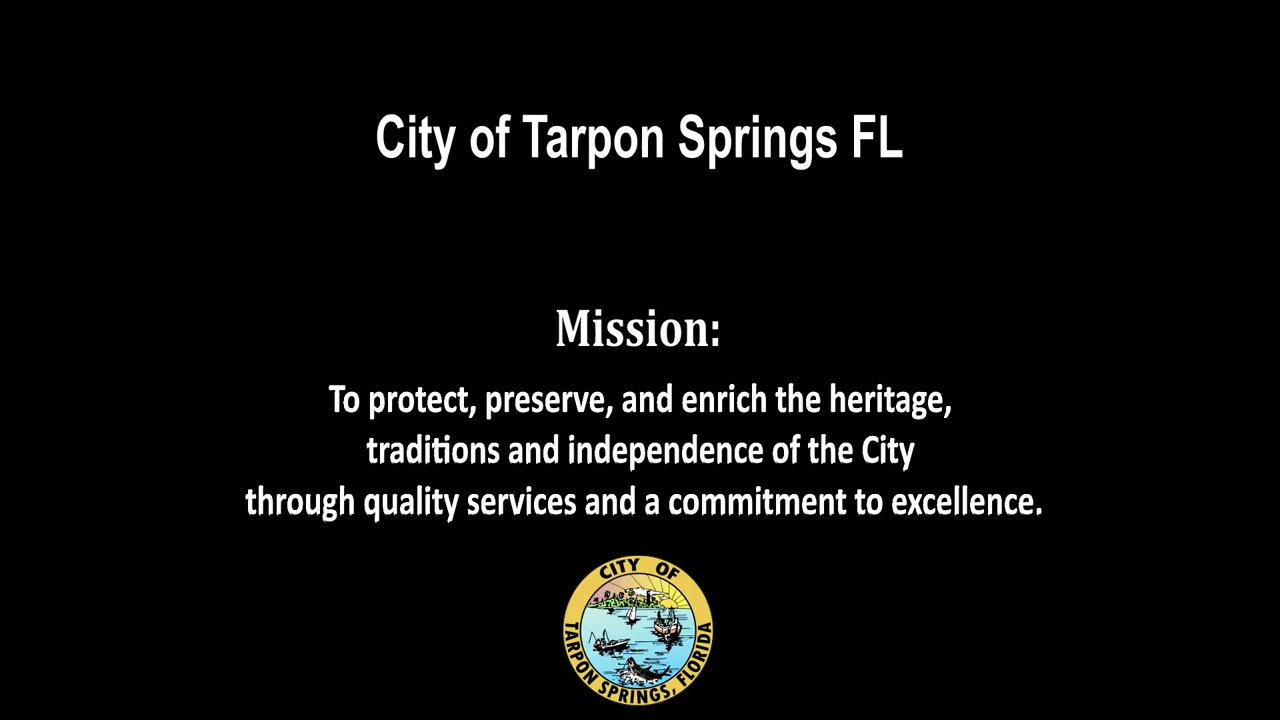 City of Tarpon Springs FL
Mission:
To protect, preserve, and enrich the heritage,
traditions and independence of the City
through quality services and a commitment to excellence.
CITY OF
TARPON SPRINGS, FLORIDA